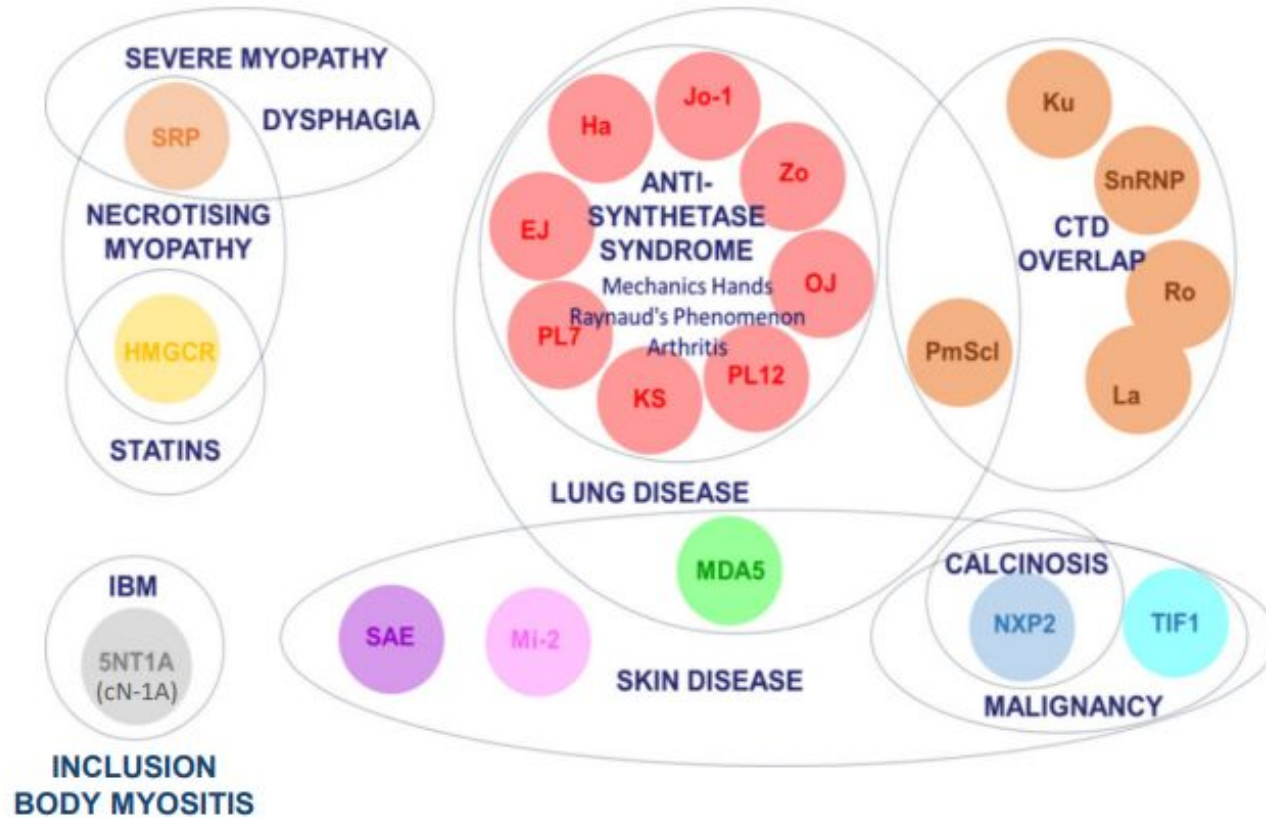 SEVERE MYOPATHY
DYSPHAGIA
SRP
NECROTISING
MYOPATHY
HMGCR
STATINS
IBM
5NT1A
(cN-1A)
INCLUSION
BODY MYOSITIS
Jo-1
Ha
Zo
ANTI-
SYNTHETASE
SYNDROME
EJ
OJ
Mechanics Hands
Raynaud's Phenomenon
Arthritis
PL7
PL12
KS
LUNG DISEASE
Ku
SnRNP
CTD
OVERLAP
Ro
PmScl
La
MDA5
SAE
Mi-2
SKIN DISEASE
CALCINOSIS
NXP2
TIF1
MALIGNANCY